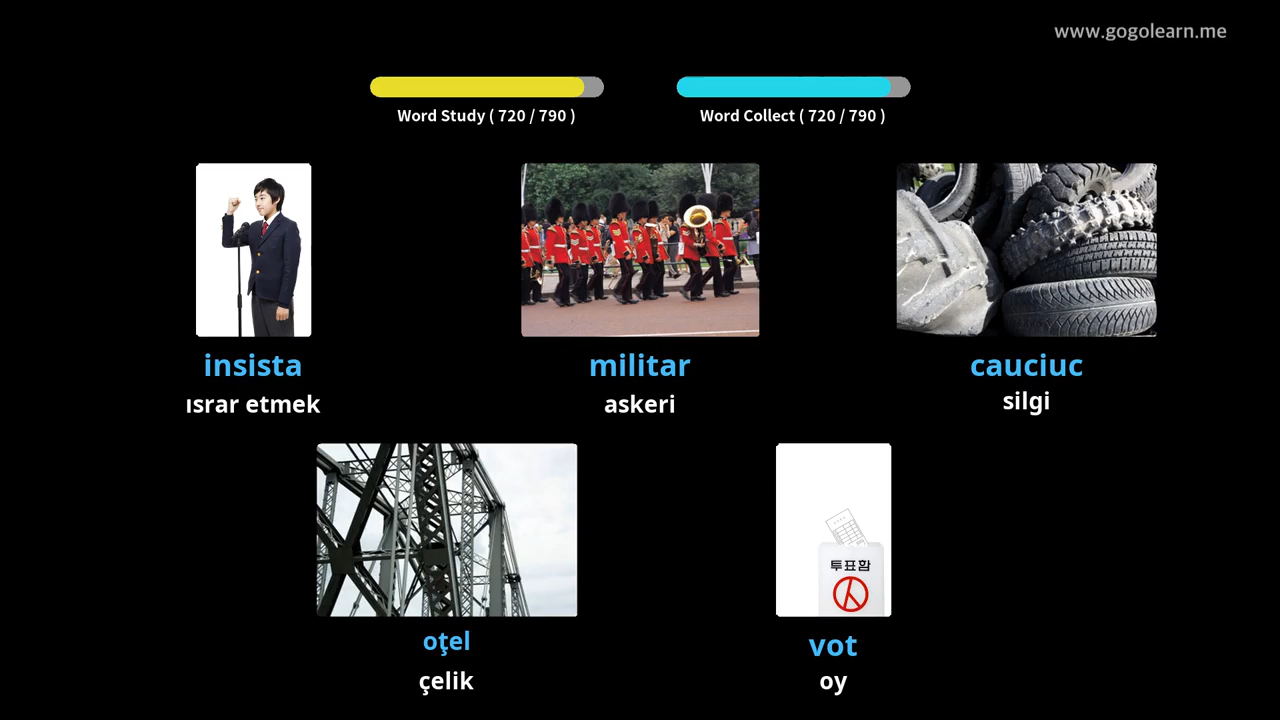 www.gogolearn.me
Word Study ( 720 / 790 )
Word Collect ( 720 / 790 )
insista
ısrar etmek
militar
askeri
cauciuc
silgi
oţel
çelik
투표함
vot
oy